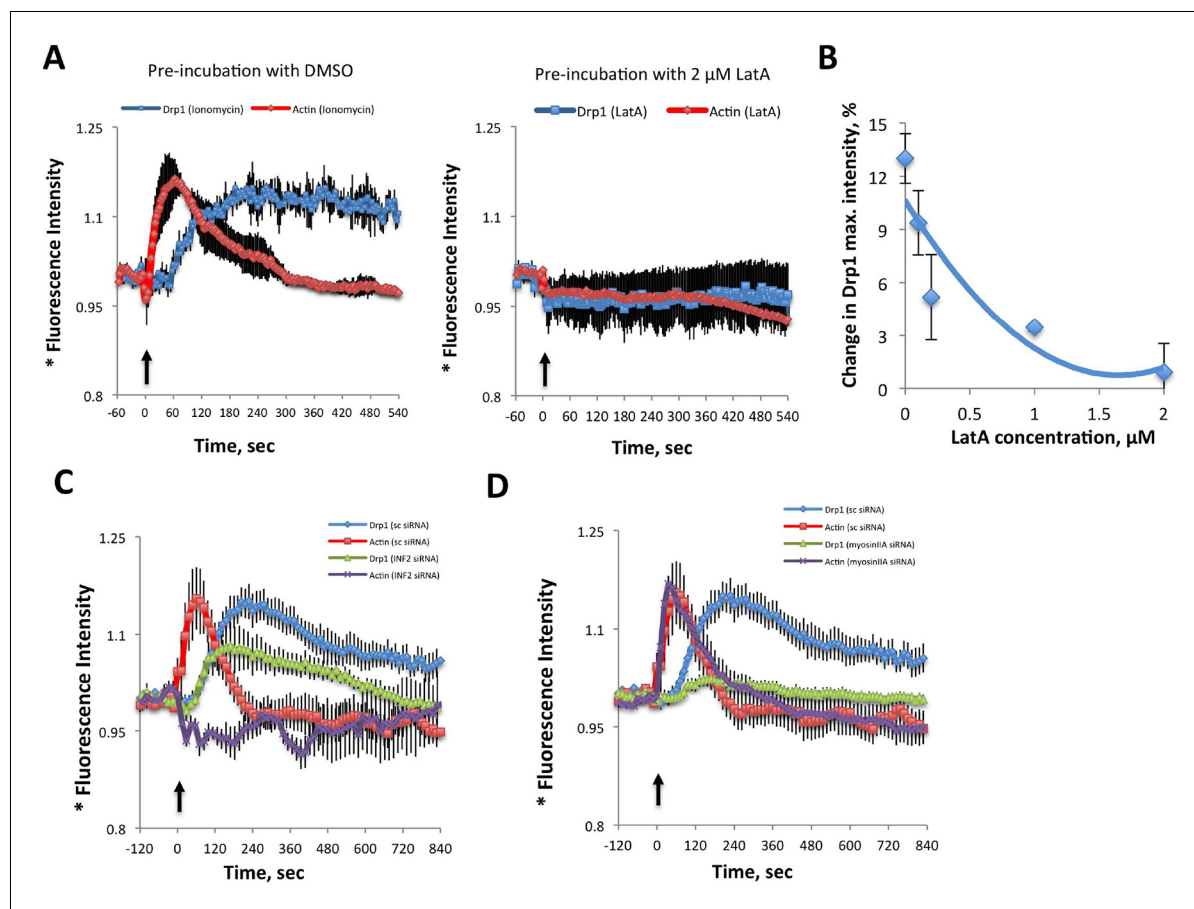 A
Pre-incubation with DMSO
Drp1 (Ionomycin)
Actin (Ionomycin)
* Fluorescence Intensity
1.25
1.1
0.95
0.8
-60 0 60 120 180 240 300 360 420 480 540
Time, sec
Pre-incubation with 2 μM LatA
Drp1 (LatA)
Actin (LatA)
* Fluorescence Intensity
1.25
1.1
0.95
0.8
-60 0 60 120 180 240 300 360 420 480 540
Time, sec
B
Change in Drp1 max. intensity, %
15
12
9
6
3
0
0 0.5 1 1.5 2
LatA concentration, μM
C
Drp1 (sc siRNA)
Actin (sc siRNA)
Drp1 (INF2 siRNA)
Actin (INF2 siRNA)
* Fluorescence Intensity
1.25
1.1
0.95
0.8
-120 0 120 240 360 480 600 720 840
Time, sec
D
Drp1 (sc siRNA)
Actin (sc siRNA)
Drp1 (myosinIIA siRNA)
Actin (myosinIIA siRNA)
* Fluorescence Intensity
1.25
1.1
0.95
0.8
-120 0 120 240 360 480 600 720 840
Time, sec